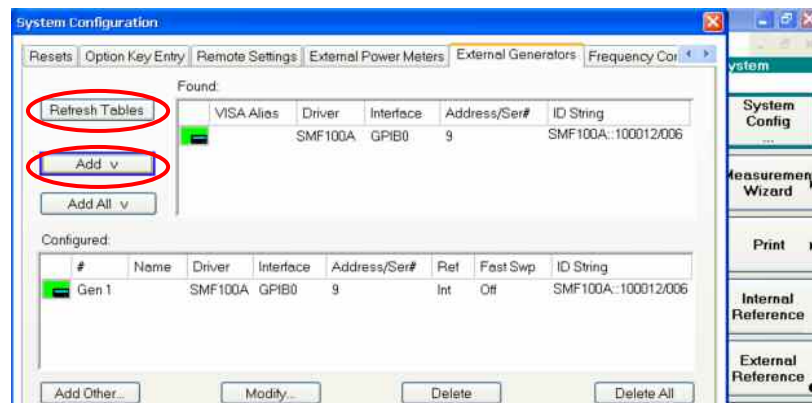 System Configuration
Resets Option Key Entry Remote Settings External Power Meters External Generators Frequency Con
Found:
Refresh Tables
VISA Alias Driver Interface Address/Ser# ID String
SMF100A GPIB0 9 SMF100A::100012/006
Add v
Add All v
Configured:
# Name Driver Interface Address/Ser# Ref Fast Swp ID String
Gen 1 SMF100A GPIB0 9 Int Off SMF100A::100012/006
Add Other...
Modify...
Delete
Delete All
ystem
System
Config
...
Measuremen
Wizard
Print
Internal
Reference
External
Reference